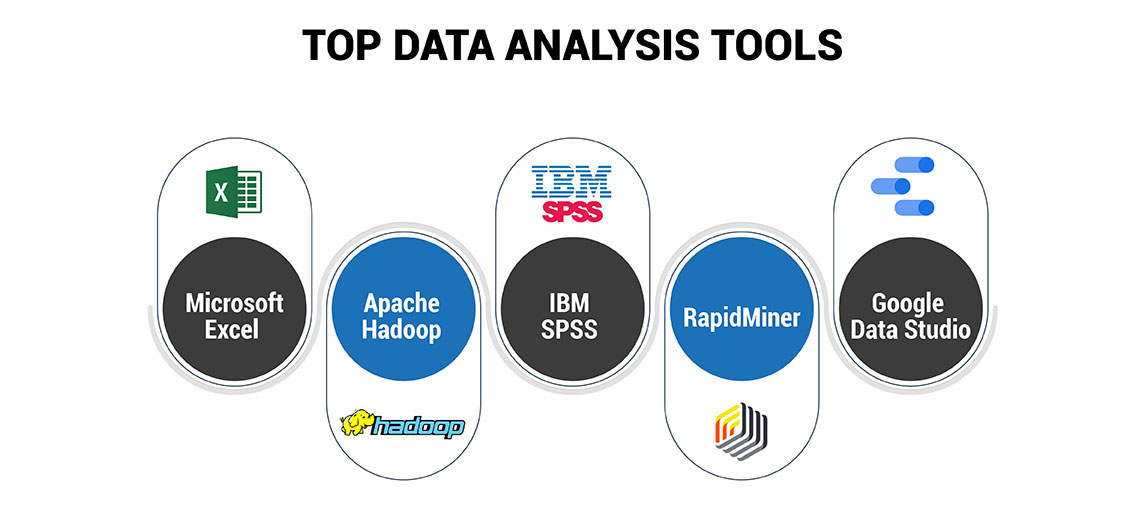 TOP DATA ANALYSIS TOOLS
X
Microsoft
Excel
Apache
Hadoop
hadoop
IBM
SPSS
IBM
SPSS
RapidMiner
Google
Data Studio